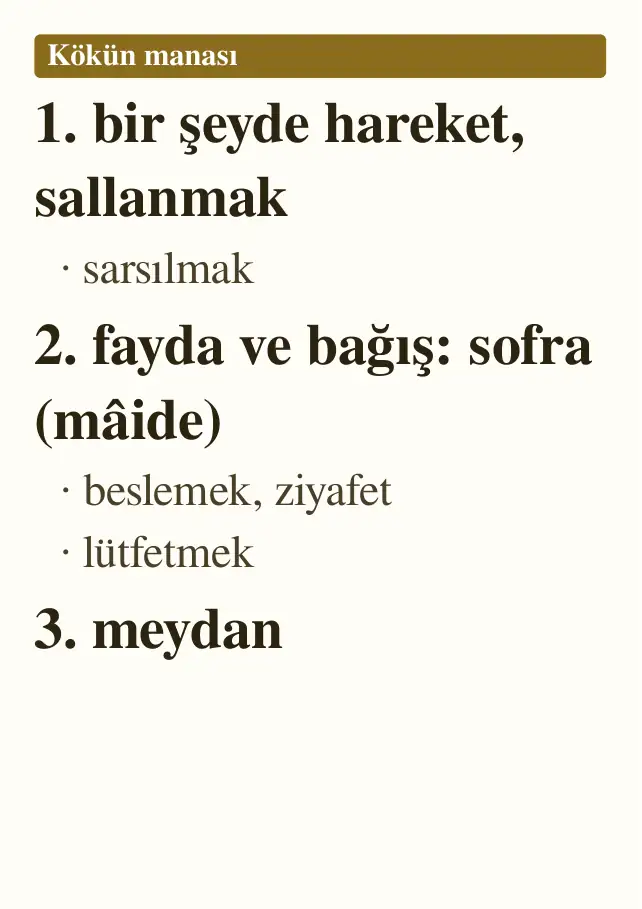 Kökün manası
1. bir şeyde hareket,
sallanmak
· sarsılmak
2. fayda ve bağış: sofra
(mâide)
· beslemek, ziyafet
· lütfetmek
3. meydan